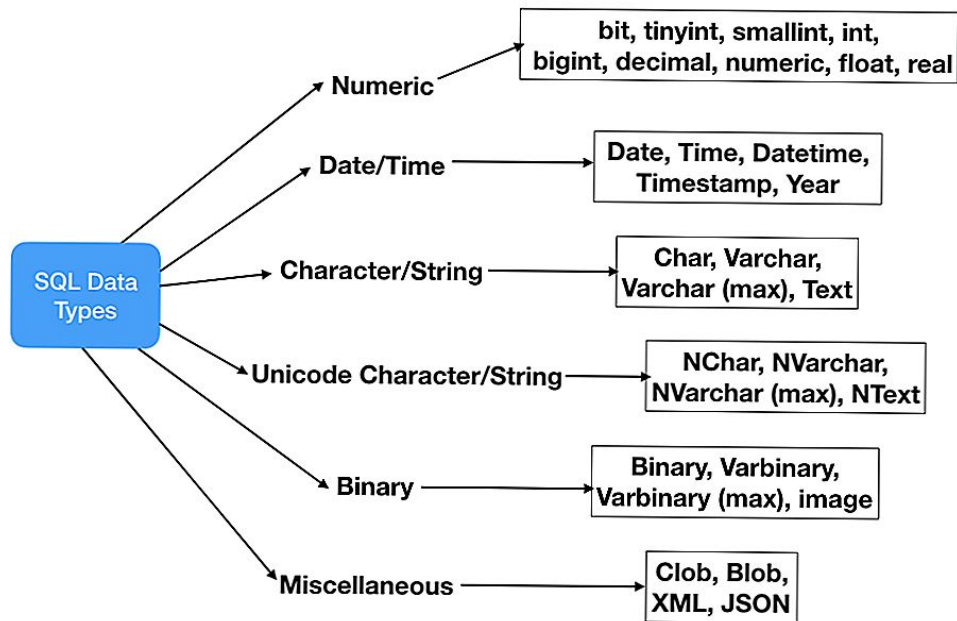 bit, tinyint, smallint, int,
bigint, decimal, numeric, float, real
Numeric
Date/Time
Date, Time, Datetime,
Timestamp, Year
SQL Data
Types
Character/String
Char, Varchar,
Varchar (max), Text
Unicode Character/String
NChar, NVarchar,
NVarchar (max), NText
Binary
Binary, Varbinary,
Varbinary (max), image
Miscellaneous
Clob, Blob,
XML, JSON